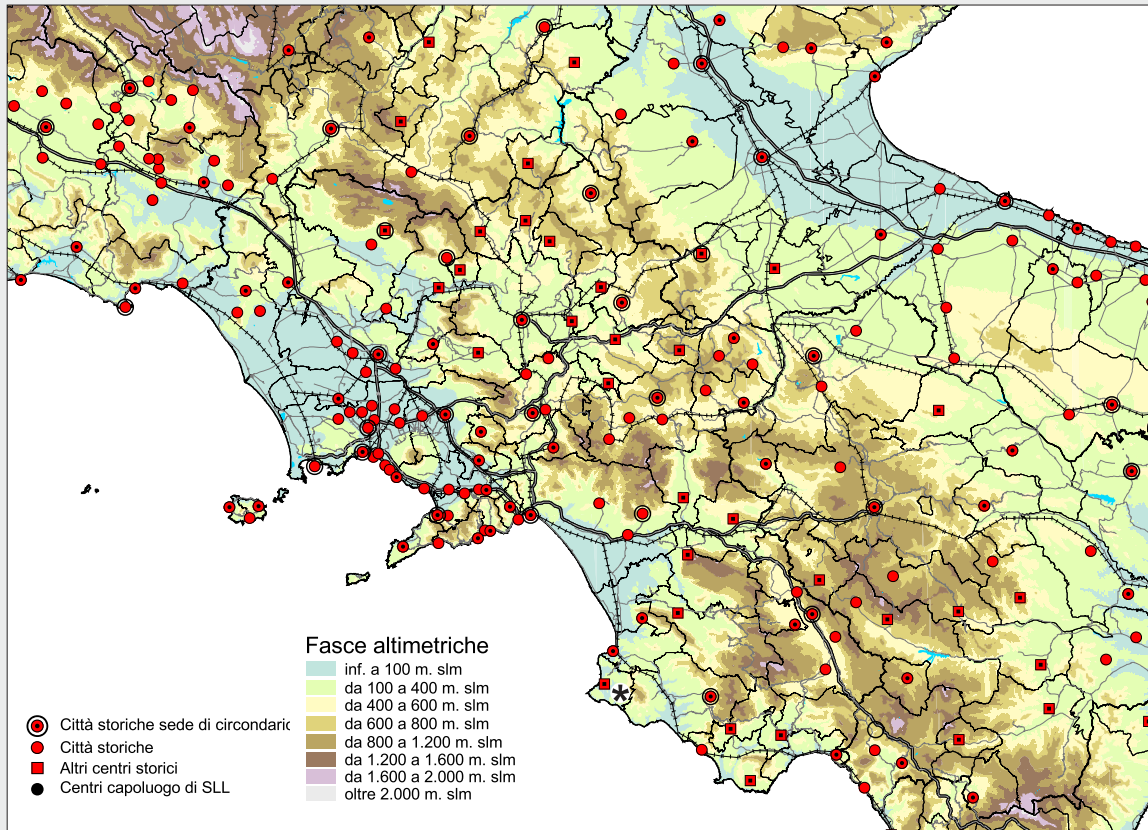 Fasce altimetriche
inf. a 100 m. slm
da 100 a 400 m. slm
da 400 a 600 m. slm
da 600 a 800 m. slm
da 800 a 1.200 m. slm
da 1.200 a 1.600 m. slm
da 1.600 a 2.000 m. slm
oltre 2.000 m. slm
Città storiche sede di circondaric
Città storiche
Altri centri storici
Centri capoluogo di SLL
*